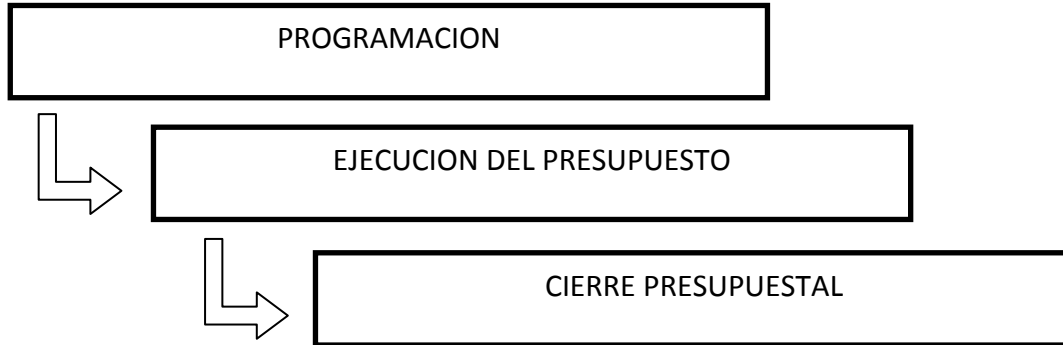 PROGRAMACION
EJECUCION DEL PRESUPUESTO
CIERRE PRESUPUESTAL